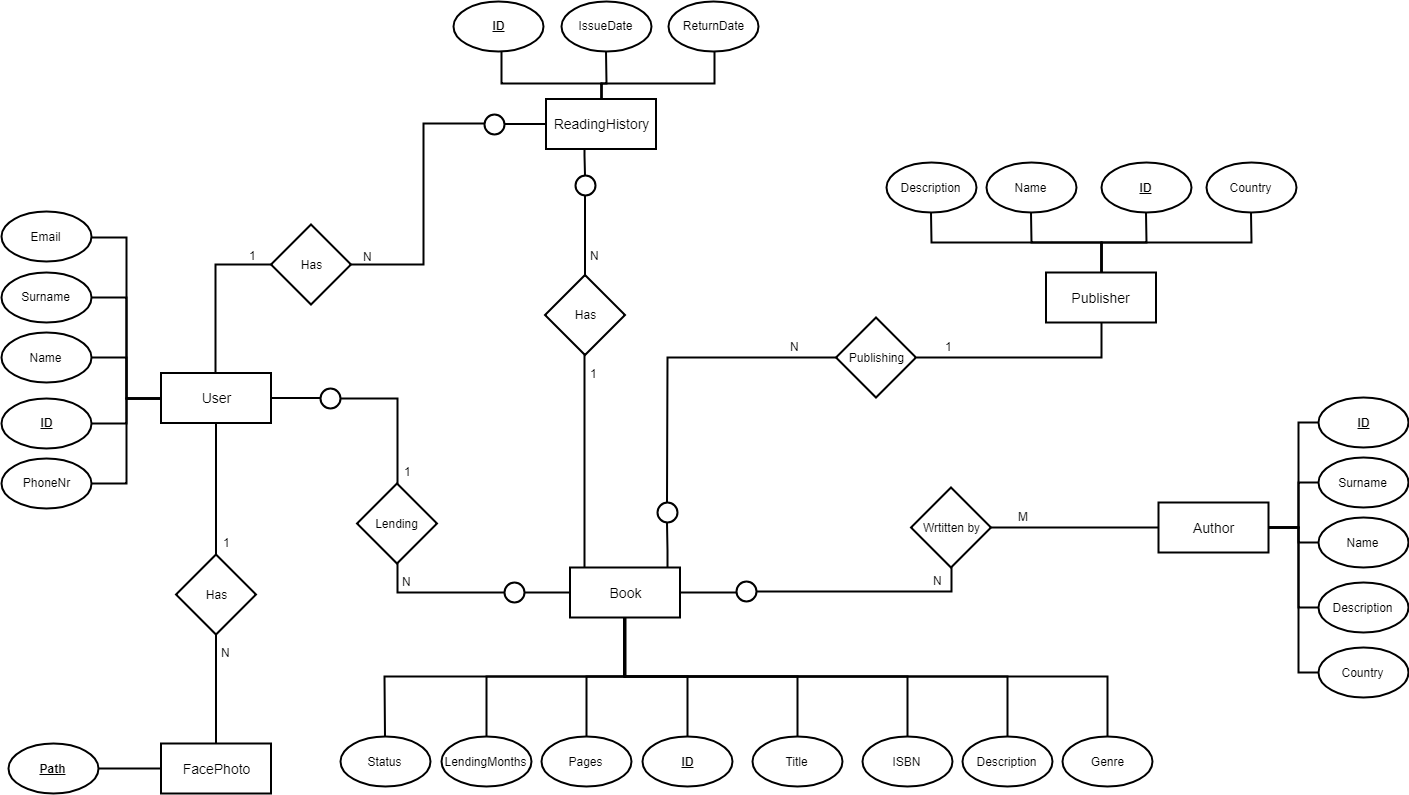 ID
IssueDate
ReturnDate
ReadingHistory
Description
Name
ID
Country
Email
1
Has
N
N
Surname
Has
Publisher
Name
N
Publishing
1
1
User
ID
ID
1
Surname
PhoneNr
Lending
Wrtitten by
M
Author
Name
1
N
N
Has
Book
Description
N
Country
Path
FacePhoto
Status
LendingMonths
Pages
ID
Title
ISBN
Description
Genre